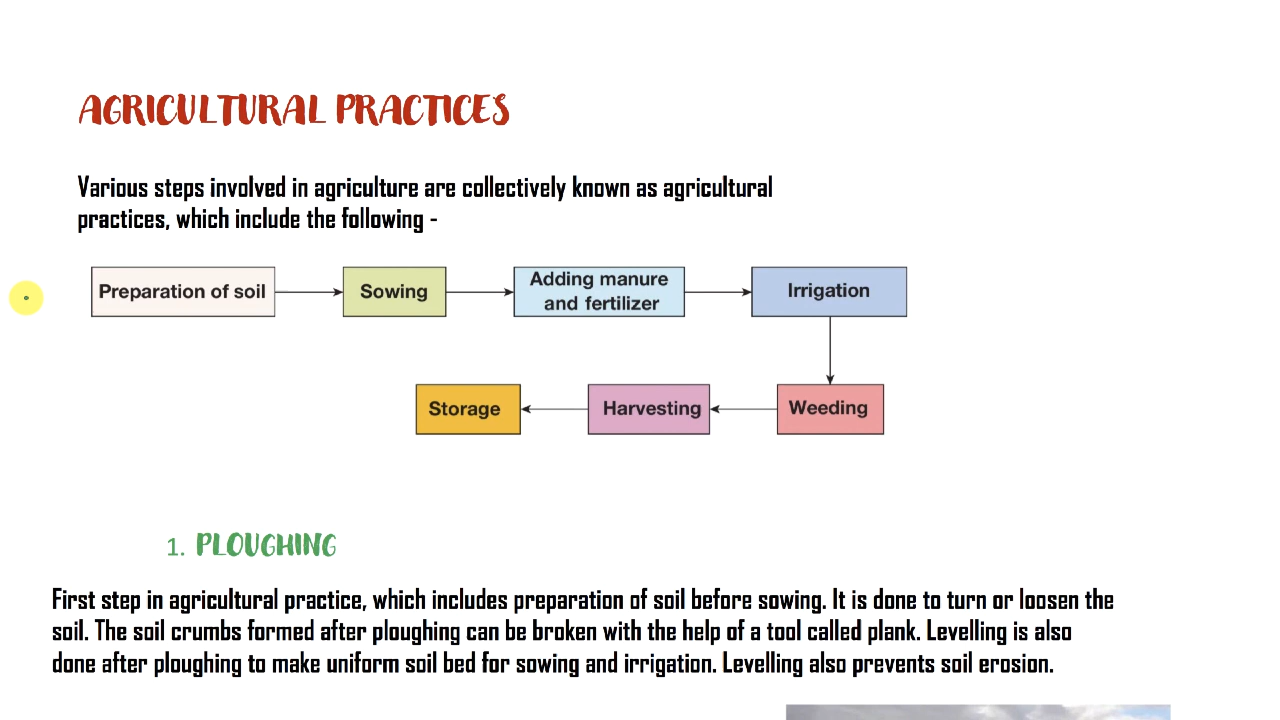 AGRICULTURAL PRACTICES
Various steps involved in agriculture are collectively known as agricultural
practices, which include the following -
Preparation of soil
Sowing
Adding manure
and fertilizer
Irrigation
Weeding
Harvesting
Storage
1. PLOUGHING
First step in agricultural practice, which includes preparation of soil before sowing. It is done to turn or loosen the
soil. The soil crumbs formed after ploughing can be broken with the help of a tool called plank. Levelling is also
done after ploughing to make uniform soil bed for sowing and irrigation. Levelling also prevents soil erosion.